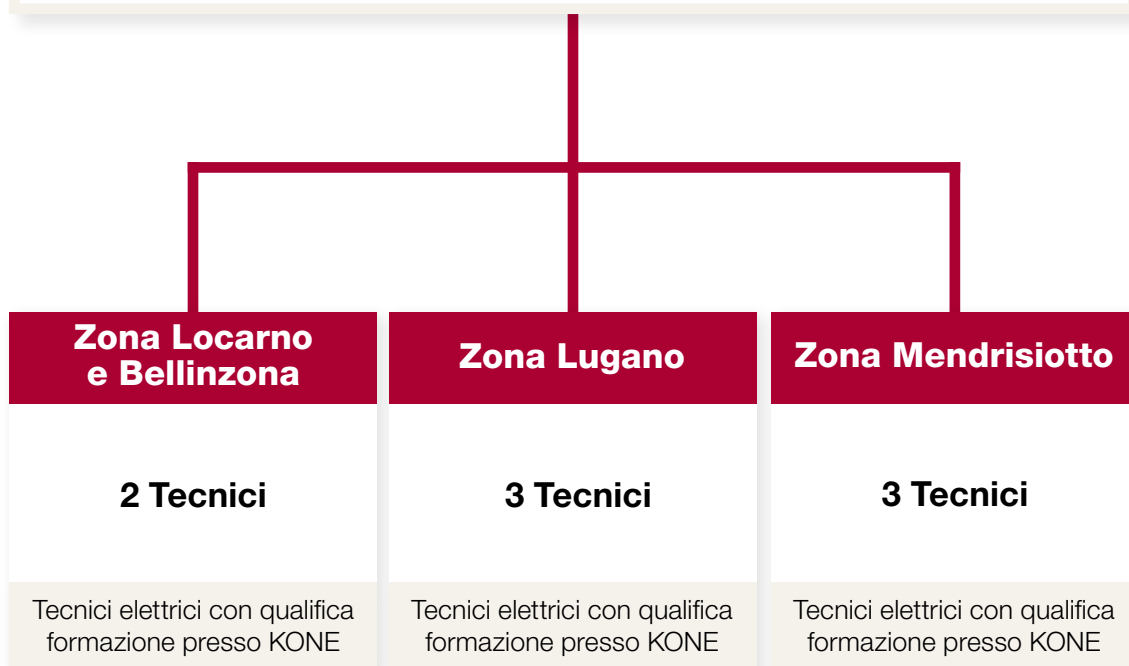 Zona Locarno
e Bellinzona
2 Tecnici
Tecnici elettrici con qualifica
formazione presso KONE
Zona Lugano
3 Tecnici
Tecnici elettrici con qualifica
formazione presso KONE
Zona Mendrisiotto
3 Tecnici
Tecnici elettrici con qualifica
formazione presso KONE